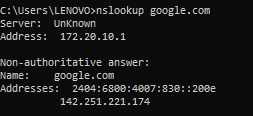 C:\Users\LENOVO>nslookup google.com
Server:  UnKnown
Address:  172.20.10.1

Non-authoritative answer:
Name:    google.com
Addresses:  2404:6800:4007:830::200e
          142.251.221.174